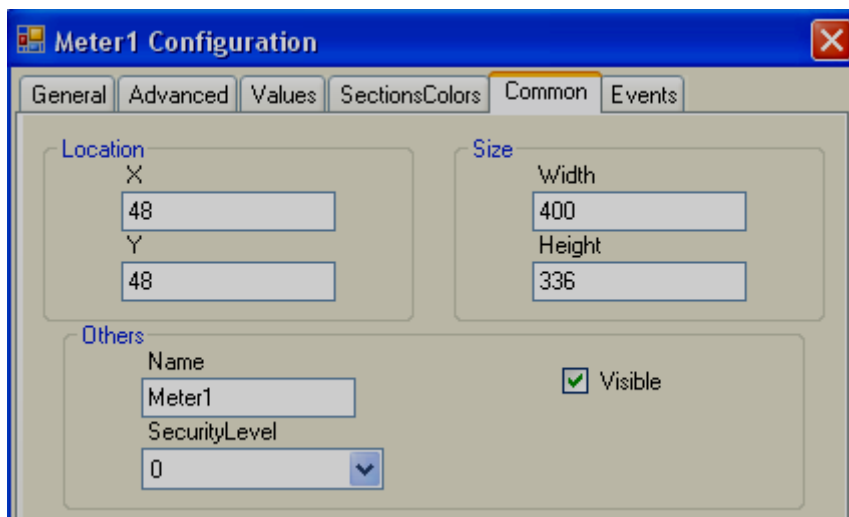 Meter1 Configuration
General Advanced Values SectionsColors Common Events
Location
X
48
Y
48
Size
Width
400
Height
336
Others
Name
Meter1
SecurityLevel
0
Visible